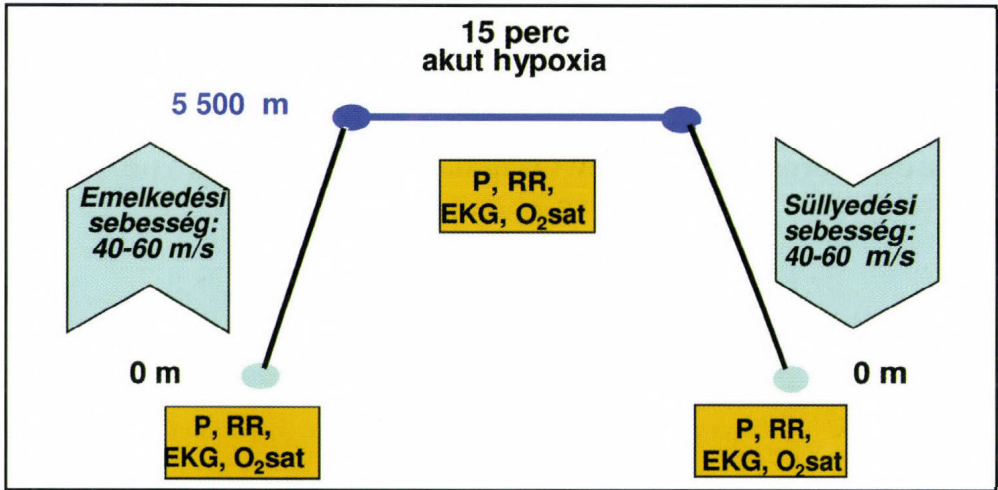 15 perc
akut hypoxia
5 500 m
Emelkedési
sebesség:
40-60 m/s
P, RR,
EKG, O₂sat
Süllyedési
sebesség:
40-60 m/s
0 m
0 m
P, RR,
EKG, O₂sat
P, RR,
EKG, O₂sat